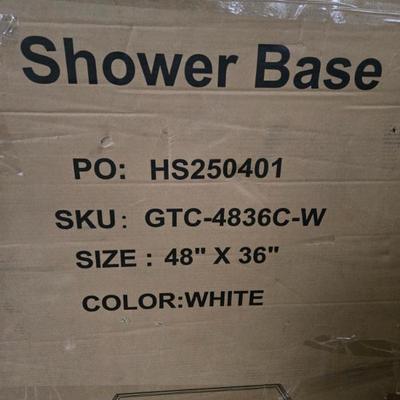 Shower Base
PO: HS250401
SKU: GTC-4836C-W
SIZE : 48" X 36"
COLOR:WHITE